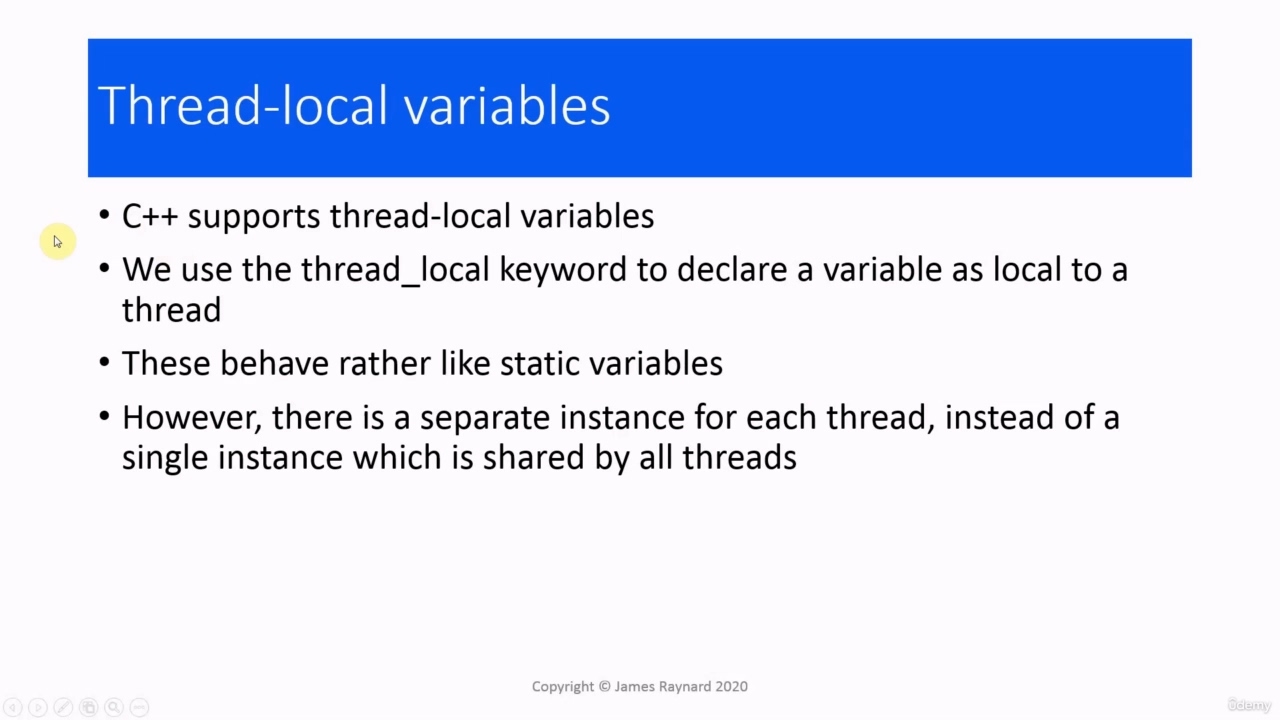 Thread-local variables
• C++ supports thread-local variables
• We use the thread_local keyword to declare a variable as local to a
thread
• These behave rather like static variables
• However, there is a separate instance for each thread, instead of a
single instance which is shared by all threads
Copyright © James Raynard 2020
ûdemy